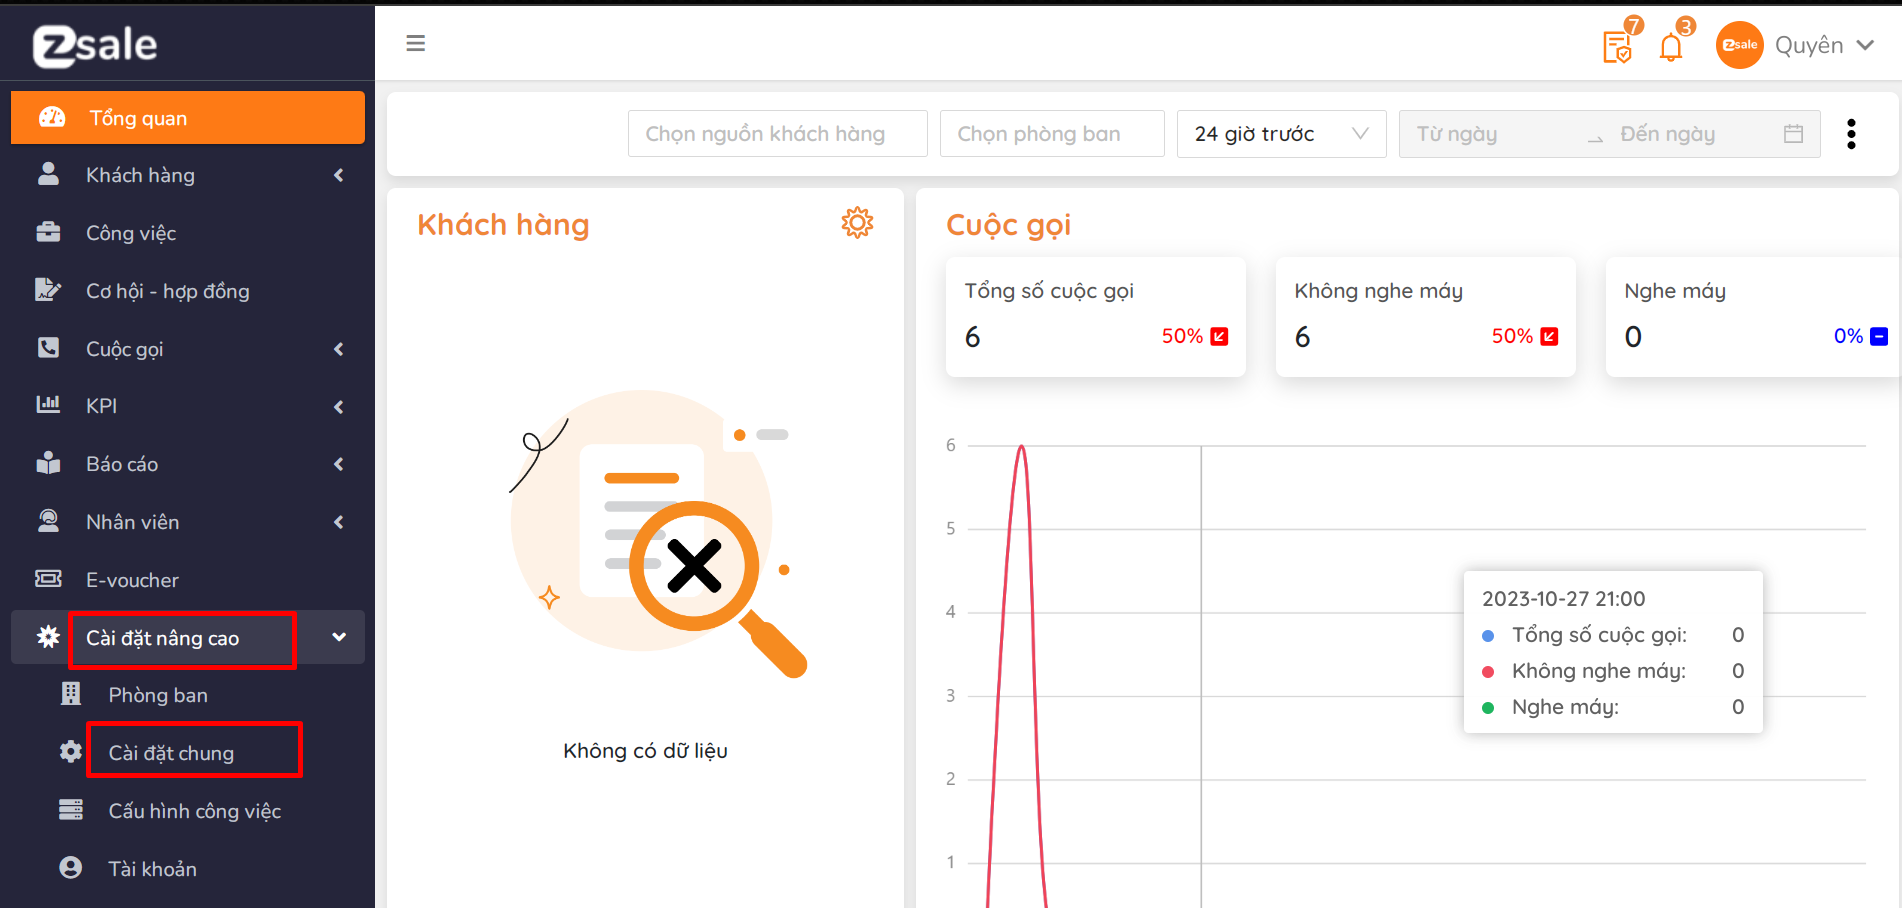 zsale
Tổng quan
Khách hàng
Công việc
Cơ hội - hợp đồng
Cuộc gọi
KPI
Báo cáo
Nhân viên
E-voucher
Cài đặt nâng cao
Phòng ban
Cài đặt chung
Cấu hình công việc
Tài khoản
7
3
zsale
Quyên
Chọn nguồn khách hàng
Chọn phòng ban
24 giờ trước
Từ ngày
Đến ngày
Khách hàng
Không có dữ liệu
Cuộc gọi
Tổng số cuộc gọi
6
50%
Không nghe máy
6
50%
Nghe máy
0
0%
6
5
4
3
2
1
2023-10-27 21:00
Tổng số cuộc gọi: 0
Không nghe máy: 0
Nghe máy: 0